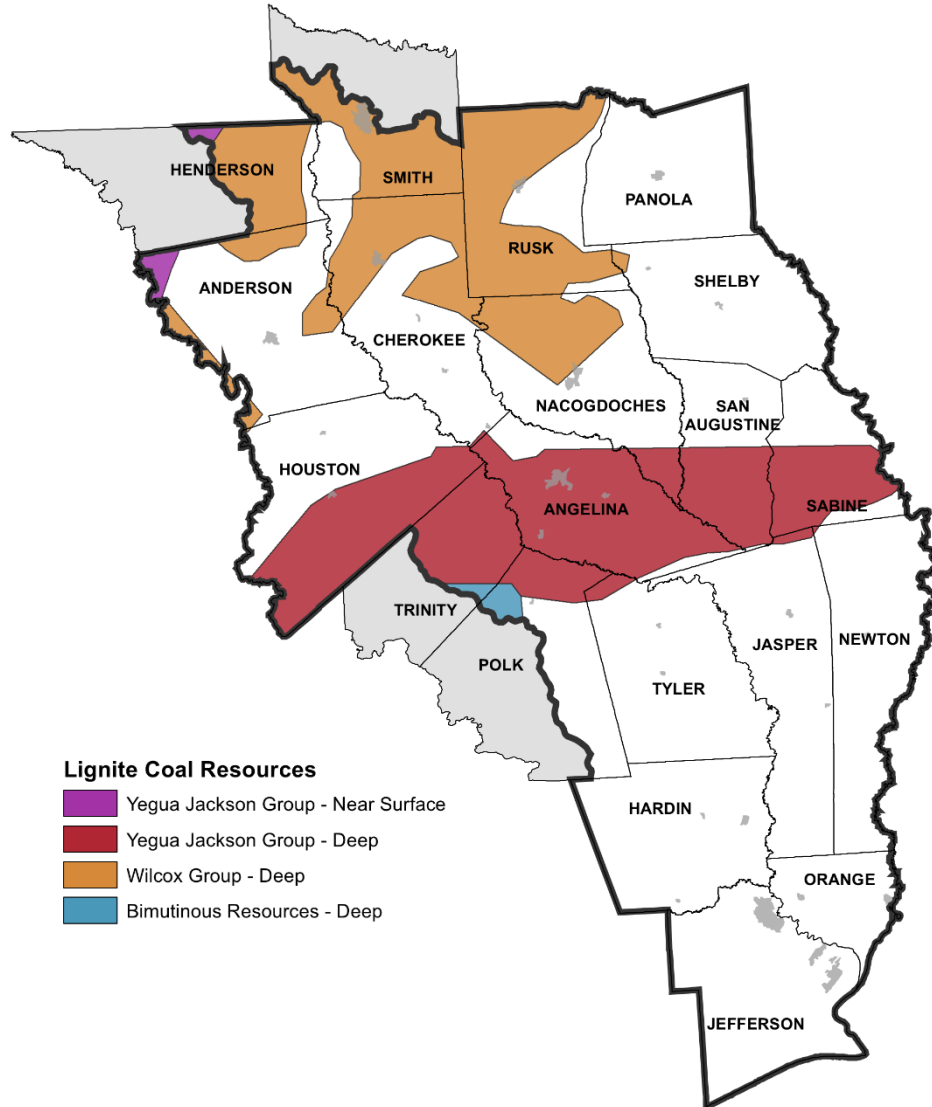 HENDERSON
SMITH
PANOLA
RUSK
ANDERSON
SHELBY
CHEROKEE
NACOGDOCHES
SAN
AUGUSTINE
HOUSTON
ANGELINA
SABINE
TRINITY
JASPER
NEWTON
POLK
TYLER
Lignite Coal Resources
Yegua Jackson Group - Near Surface
Yegua Jackson Group - Deep
Wilcox Group - Deep
Bimutinous Resources - Deep
HARDIN
ORANGE
JEFFERSON